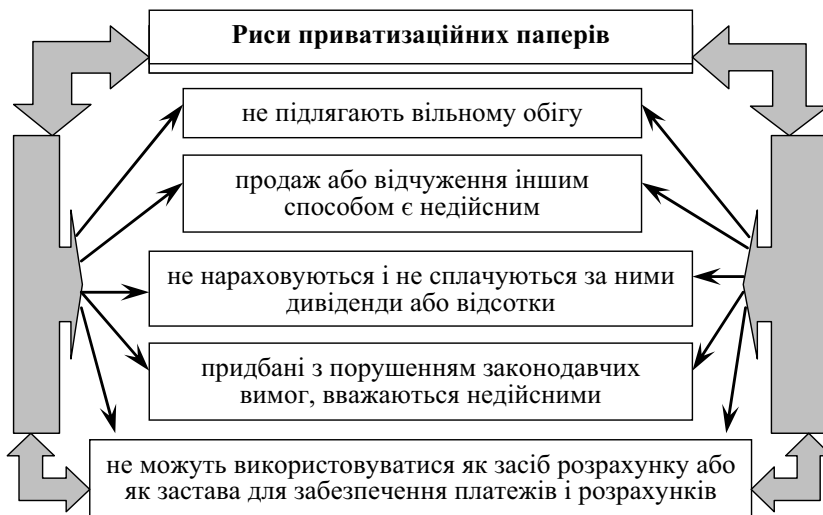 Риси приватизаційних паперів
не підлягають вільному обігу
продаж або відчуження іншим
способом є недійсним
не нараховуються і не сплачуються за ними
дивіденди або відсотки
придбані з порушенням законодавчих
вимог, вважаються недійсними
не можуть використовуватися як засіб розрахунку або
як застава для забезпечення платежів і розрахунків